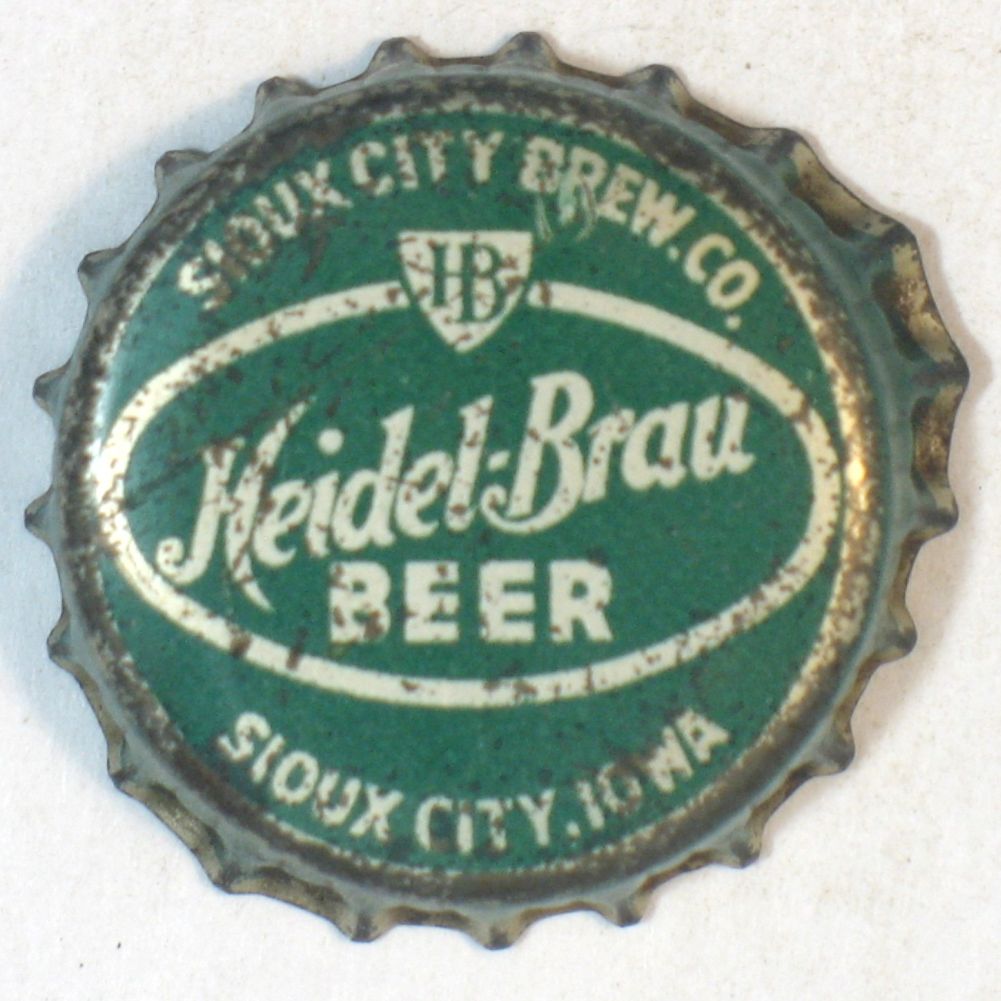 SIOUX CITY BREW. CO.
HB
Heidel-Brau
BEER
SIOUX CITY, IOWA